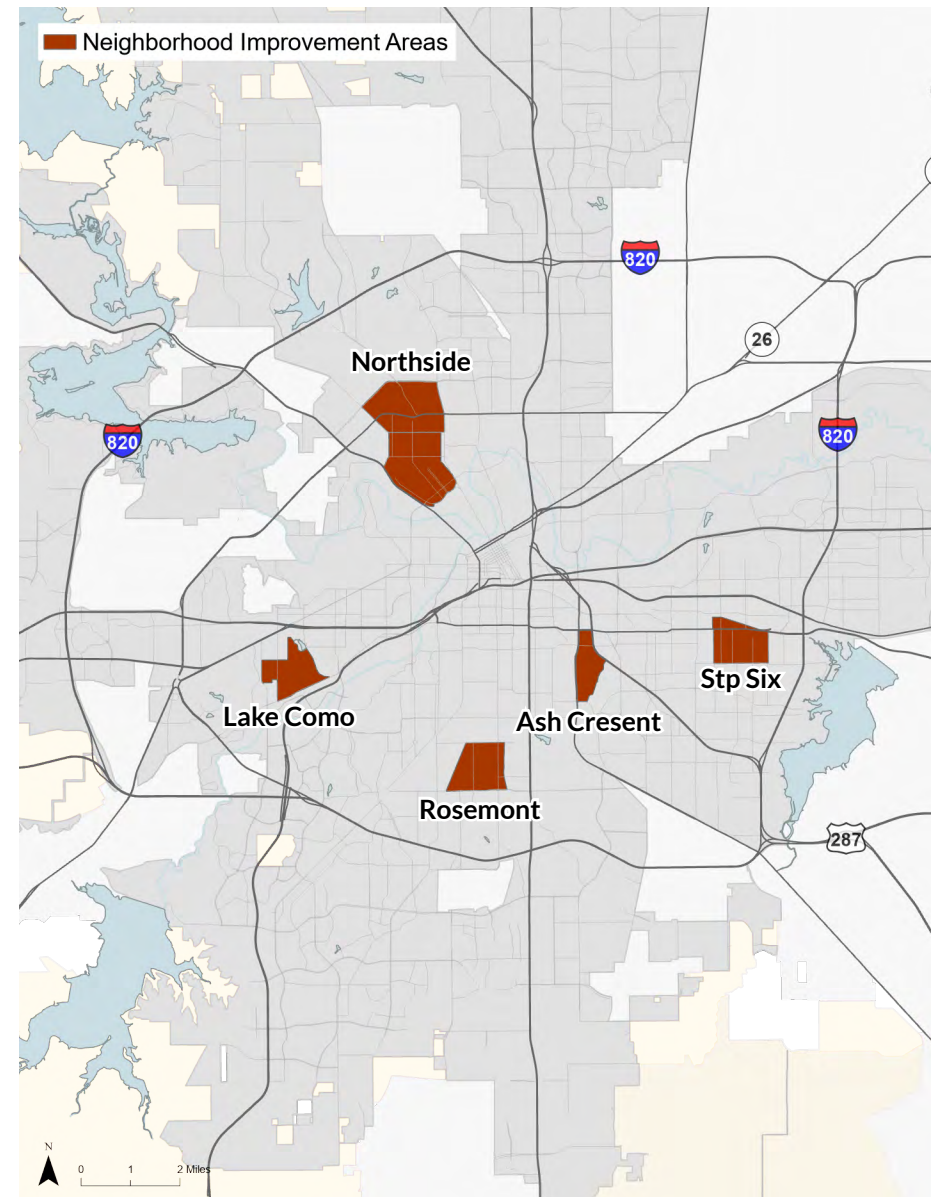 Neighborhood Improvement Areas
820
26
Northside
820
820
Stp Six
Lake Como
Ash Cresent
Rosemont
287
N
0 1 2 Miles